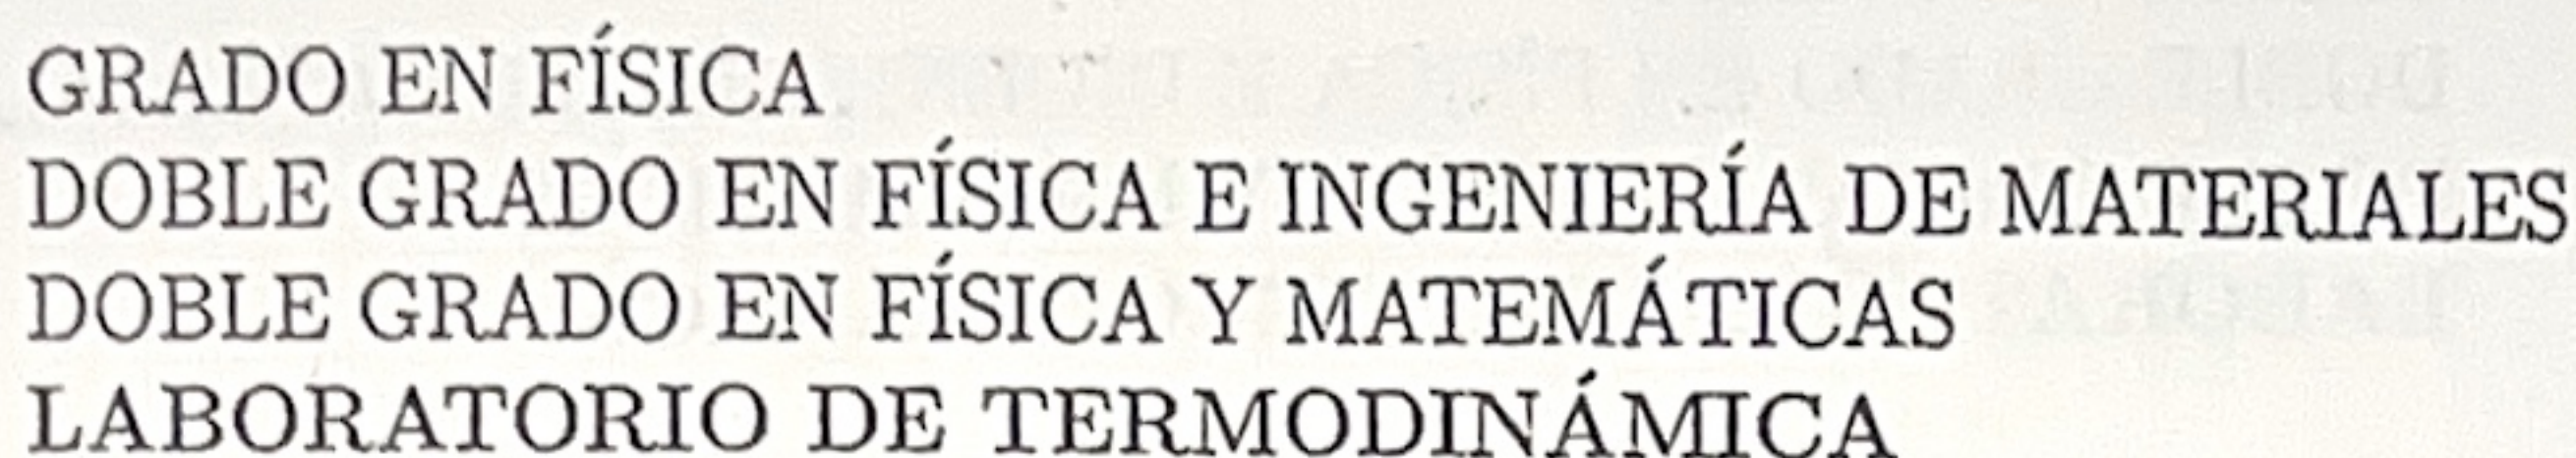 GRADO EN FÍSICA
DOBLE GRADO EN FÍSICA E INGENIERÍA DE MATERIALES
DOBLE GRADO EN FÍSICA Y MATEMÁTICAS
LABORATORIO DE TERMODINÁMICA